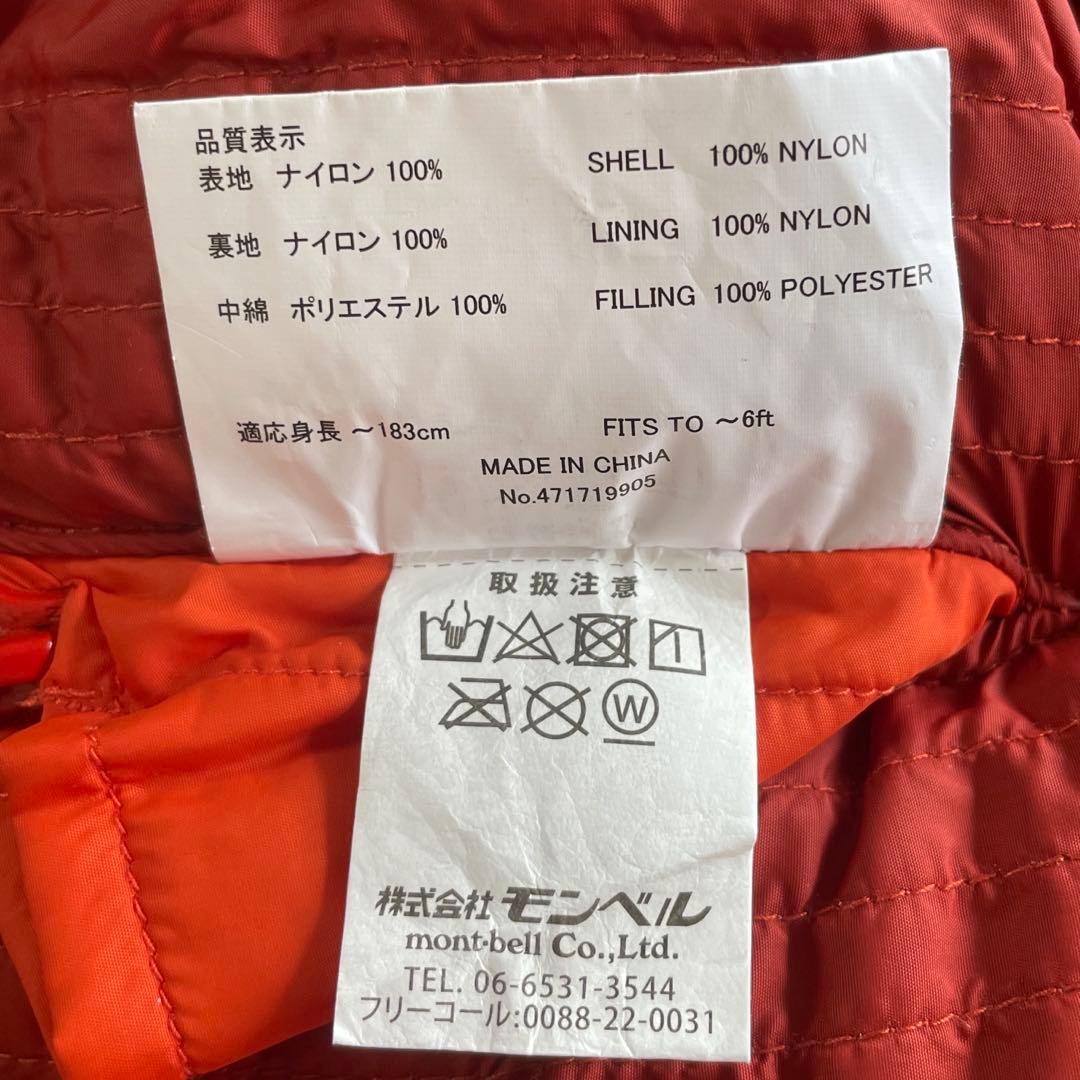 品質表示
表地 ナイロン 100% SHELL 100% NYLON
裏地 ナイロン 100% LINING 100% NYLON
中綿 ポリエステル 100% FILLING 100% POLYESTER
適応身長 ～183cm FITS TO ～6ft
MADE IN CHINA
No.471719905
取扱注意
W
株式会社 モンベル
mont-bell Co.,Ltd.
TEL. 06-6531-3544
フリーコール:0088-22-0031